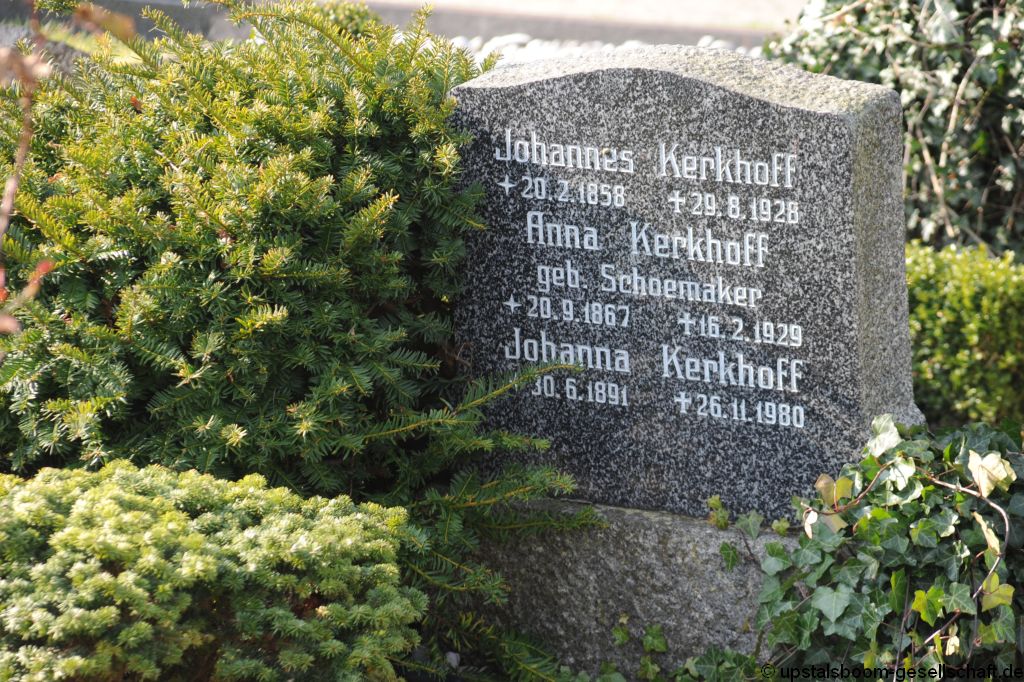 Johannes Kerkhoff
+20.2.1858 ✝29.8.1928
Anna Kerkhoff
geb. Schoemaker
+20.9.1867 ✝16.2.1929
Johanna Kerkhoff
30.6.1891 ✝26.11.1980
© upstalsboom-gesellschaft.de